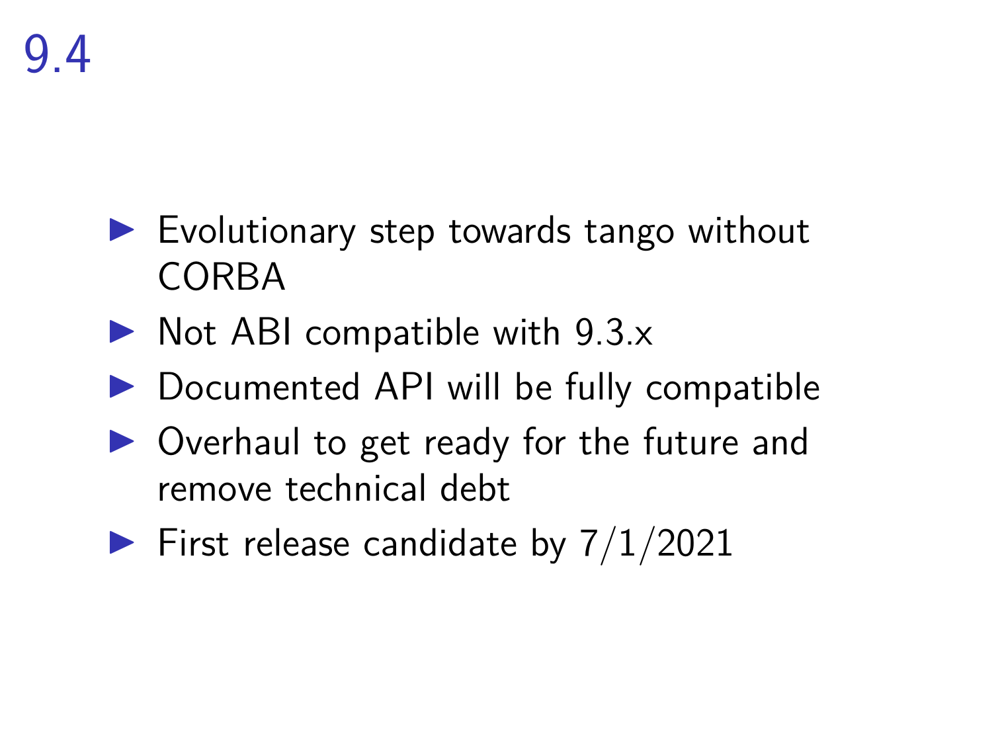 9.4
Evolutionary step towards tango without
CORBA
Not ABI compatible with 9.3.x
Documented API will be fully compatible
Overhaul to get ready for the future and
remove technical debt
First release candidate by 7/1/2021